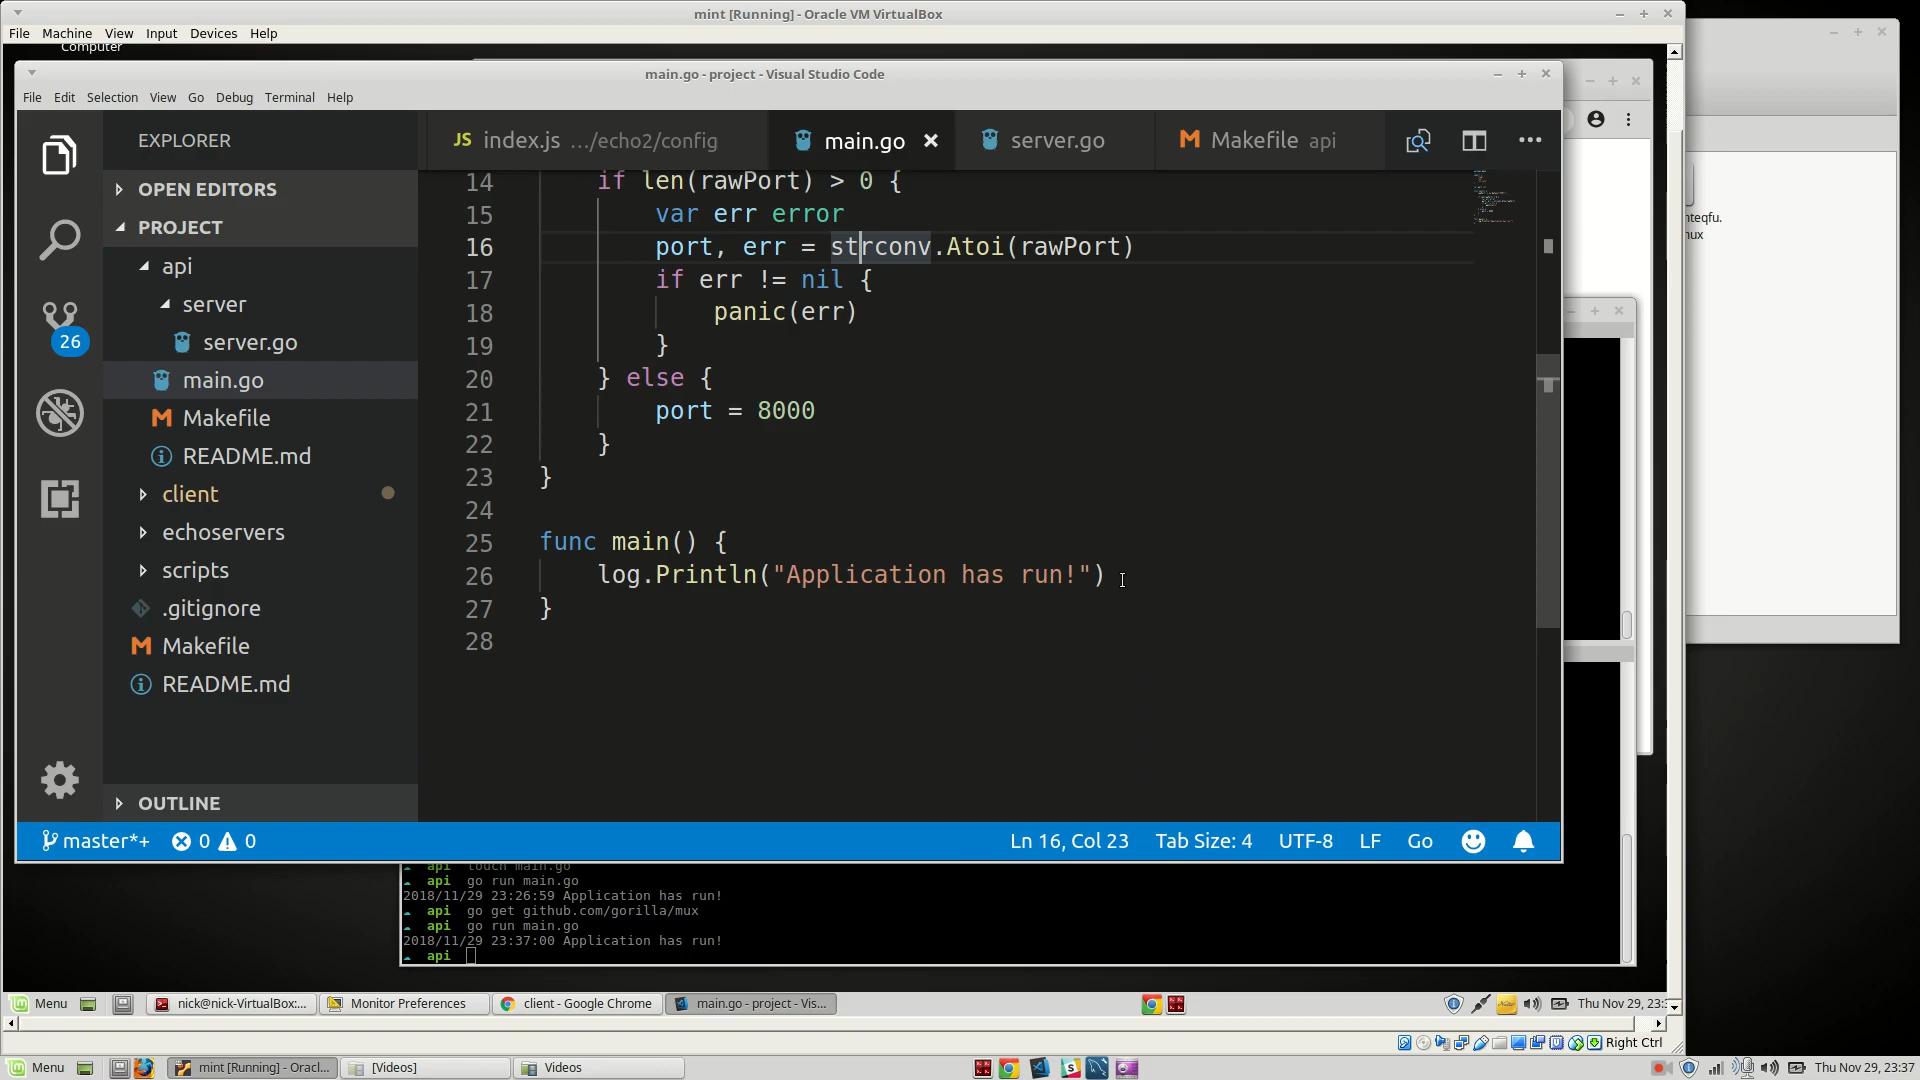 mint [Running] - Oracle VM VirtualBox
File Machine View Input Devices Help
Computer
main.go - project - Visual Studio Code
File Edit Selection View Go Debug Terminal Help
EXPLORER
JS index.js .../echo2/config
main.go
server.go
M Makefile api
OPEN EDITORS
PROJECT
api
server
server.go
main.go
M Makefile
README.md
client
echoservers
scripts
.gitignore
M Makefile
README.md
OUTLINE
26
14 if len(rawPort) > 0 {
15 var err error
16 port, err = strconv.Atoi(rawPort)
17 if err != nil {
18 panic(err)
19 }
20 } else {
21 port = 8000
22 }
23 }
24
25 func main() {
26 log.Println("Application has run!")
27 }
28
master*+ 0 0
Ln 16, Col 23 Tab Size: 4 UTF-8 LF Go
api touch main.go
api go run main.go
2018/11/29 23:26:59 Application has run!
api go get github.com/gorilla/mux
api go run main.go
2018/11/29 23:37:00 Application has run!
api
Menu
nick@nick-VirtualBox:...
Monitor Preferences
client - Google Chrome
main.go - project - Vis...
Thu Nov 29, 23:
Right Ctrl
Menu
mint [Running] - Oracl...
[Videos]
Videos
Thu Nov 29, 23:37